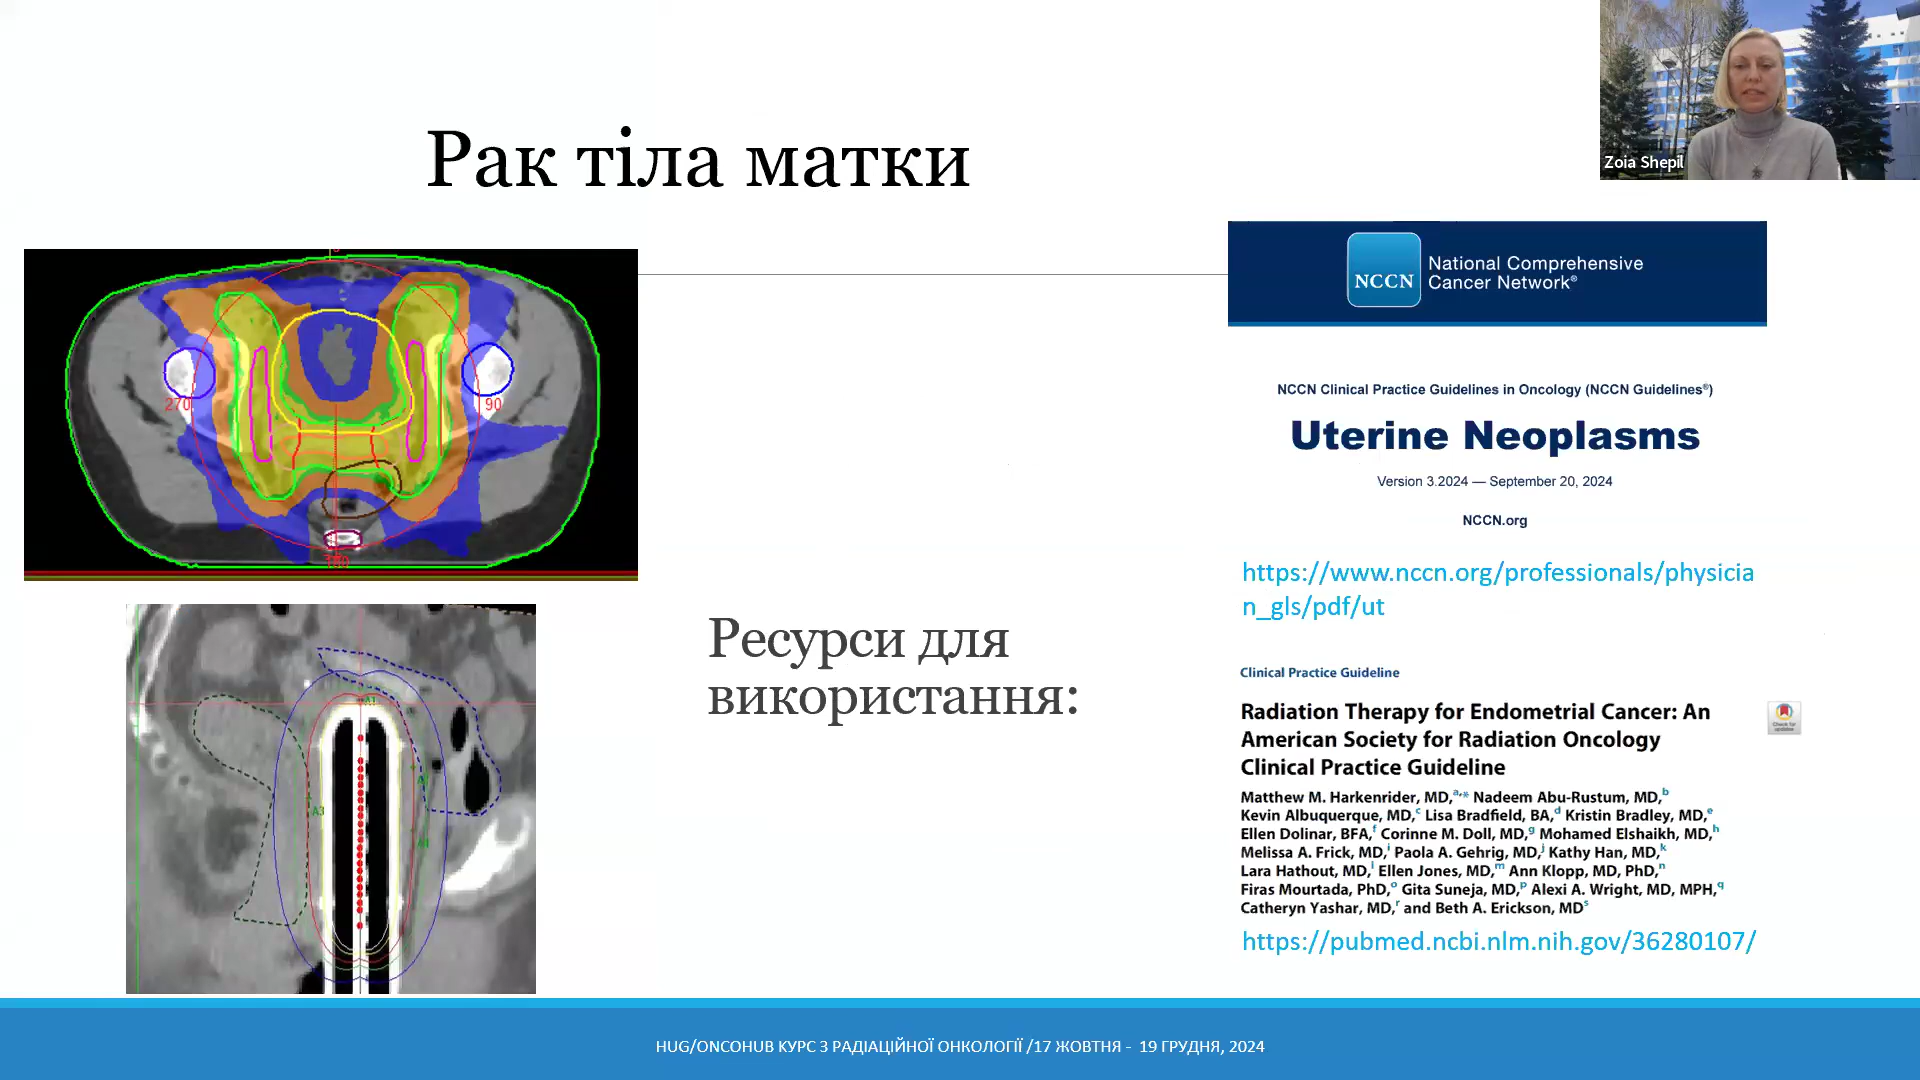 Рак тіла матки
Zoia Shepil
270
90
180
A1
A3
NCCN
National Comprehensive
Cancer Network®
NCCN Clinical Practice Guidelines in Oncology (NCCN Guidelines®)
Uterine Neoplasms
Version 3.2024 — September 20, 2024
NCCN.org
https://www.nccn.org/professionals/physicia
n_gls/pdf/ut
Ресурси для
використання:
Clinical Practice Guideline
Radiation Therapy for Endometrial Cancer: An
American Society for Radiation Oncology
Clinical Practice Guideline
Check for
updates
Matthew M. Harkenrider, MD,a,* Nadeem Abu-Rustum, MD,b
Kevin Albuquerque, MD,c Lisa Bradfield, BA,d Kristin Bradley, MD,e
Ellen Dolinar, BFA,f Corinne M. Doll, MD,g Mohamed Elshaikh, MD,h
Melissa A. Frick, MD,i Paola A. Gehrig, MD,j Kathy Han, MD,k
Lara Hathout, MD,l Ellen Jones, MD,m Ann Klopp, MD, PhD,n
Firas Mourtada, PhD,o Gita Suneja, MD,p Alexi A. Wright, MD, MPH,q
Catheryn Yashar, MD,r and Beth A. Erickson, MDs
https://pubmed.ncbi.nlm.nih.gov/36280107/
HUG/ONCOHUB КУРС З РАДІАЦІЙНОЇ ОНКОЛОГІЇ /17 ЖОВТНЯ - 19 ГРУДНЯ, 2024